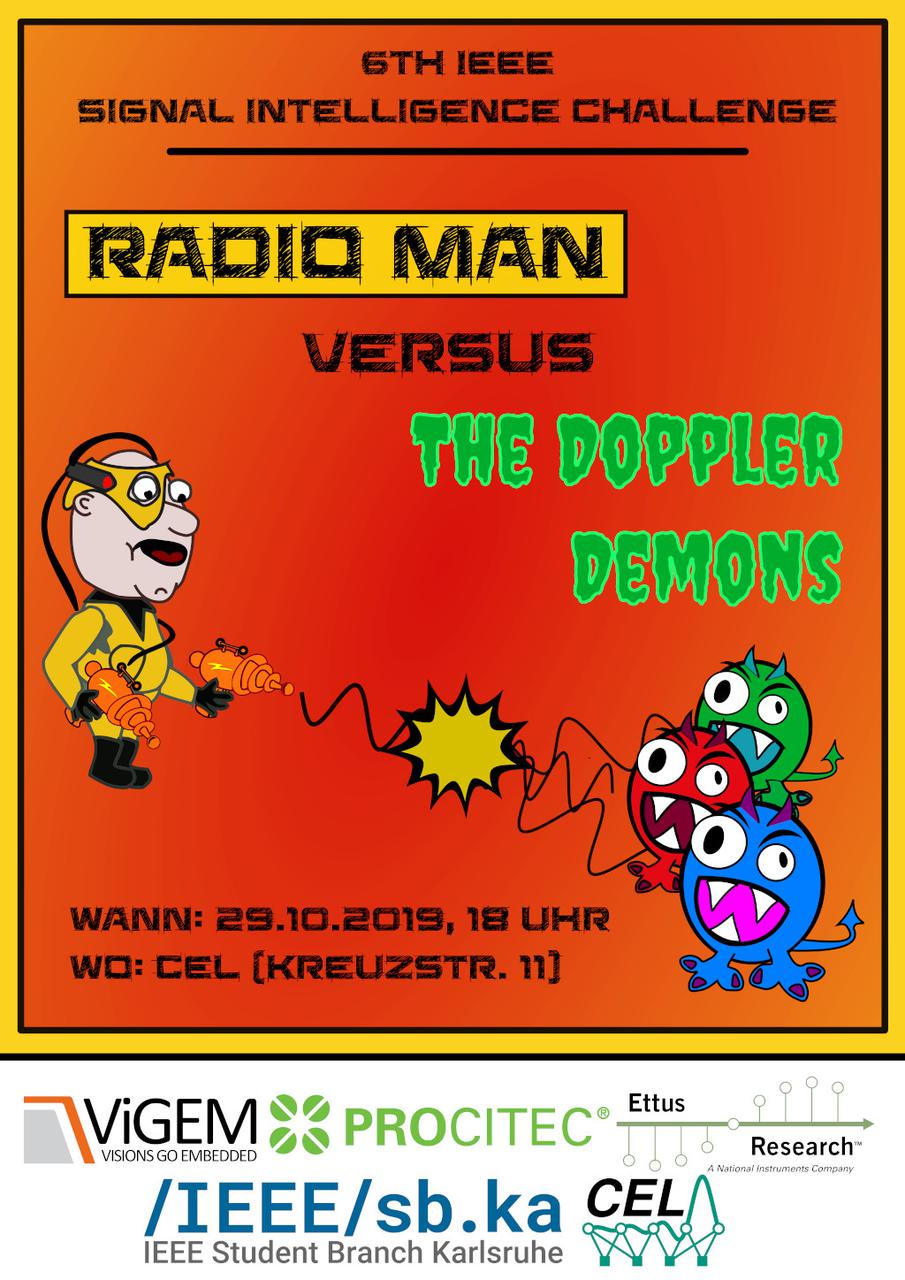 6TH IEEE
SIGNAL INTELLIGENCE CHALLENGE
RADIO MAN
VERSUS
THE DOPPLER
DEMONS
WANN: 29.10.2019, 18 UHR
WO: CEL (KREUZSTR. 11)
ViGEM
VISIONS GO EMBEDDED
PROCITEC®
Ettus
Research™
A National Instruments Company
/IEEE/sb.ka
IEEE Student Branch Karlsruhe
CEL